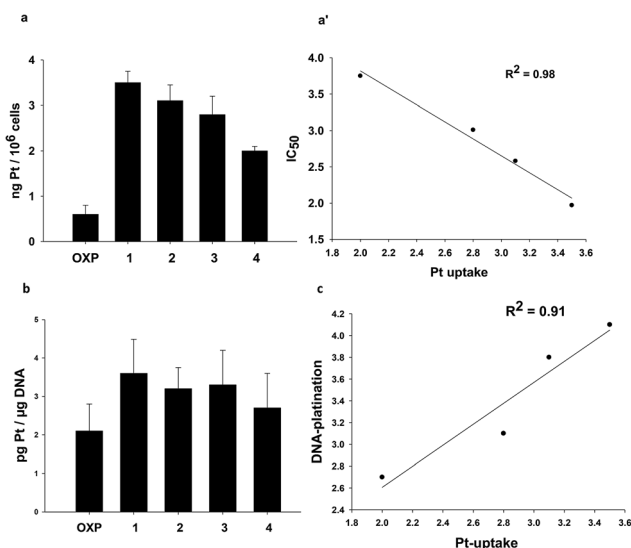 a
ng Pt / 10⁶ cells
4
3
2
1
0
OXP 1 2 3 4
a'
R² = 0.98
IC₅₀
4.0
3.5
3.0
2.5
2.0
1.5
1.8 2.0 2.2 2.4 2.6 2.8 3.0 3.2 3.4 3.6
Pt uptake
b
pg Pt / µg DNA
6
5
4
3
2
1
0
OXP 1 2 3 4
c
R² = 0.91
DNA-platination
4.2
4.0
3.8
3.6
3.4
3.2
3.0
2.8
2.6
2.4
1.8 2.0 2.2 2.4 2.6 2.8 3.0 3.2 3.4 3.6
Pt-uptake